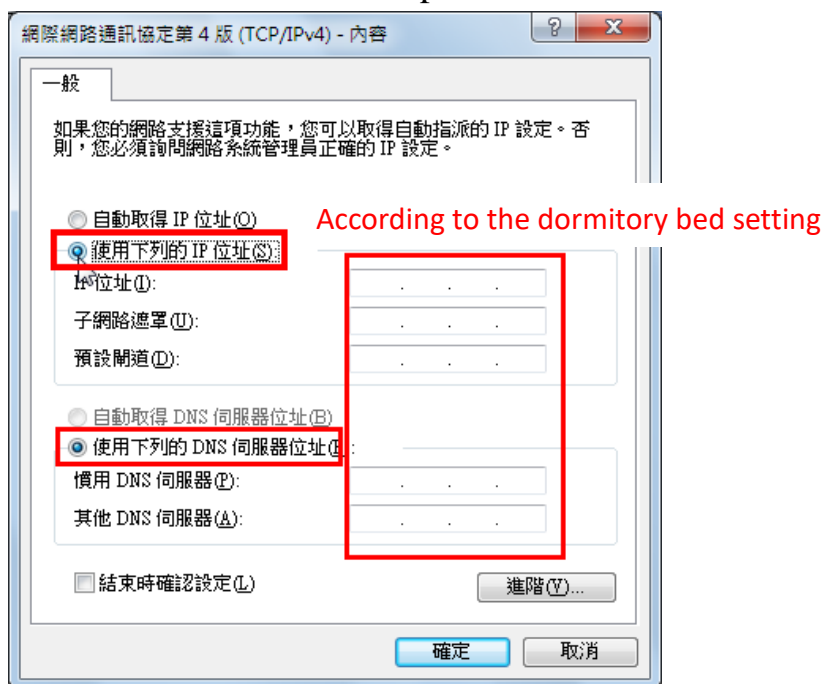 網際網路通訊協定第 4 版 (TCP/IPv4) - 內容
一般
如果您的網路支援這項功能，您可以取得自動指派的 IP 設定。否
則，您必須詢問網路系統管理員正確的 IP 設定。
自動取得 IP 位址(O)
According to the dormitory bed setting
使用下列的 IP 位址(S):
IP 位址(I):
子網路遮罩(U):
預設閘道(D):
自動取得 DNS 伺服器位址(B)
使用下列的 DNS 伺服器位址(E):
慣用 DNS 伺服器(P):
其他 DNS 伺服器(A):
結束時確認設定(L)
進階(V)...
確定
取消